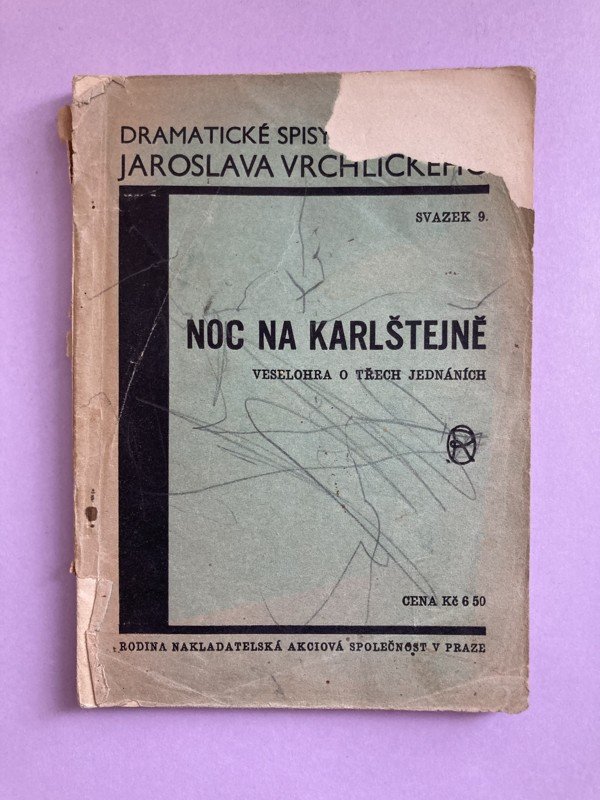 DRAMATICKÉ SPISY
JAROSLAVA VRCHLICKÉHO
SVAZEK 9.
NOC NA KARLŠTEJNĚ
VESELOHRA O TŘECH JEDNÁNÍCH
CENA Kč 6 50
RODINA NAKLADATELSKÁ AKCIOVÁ SPOLEČNOST V PRAZE